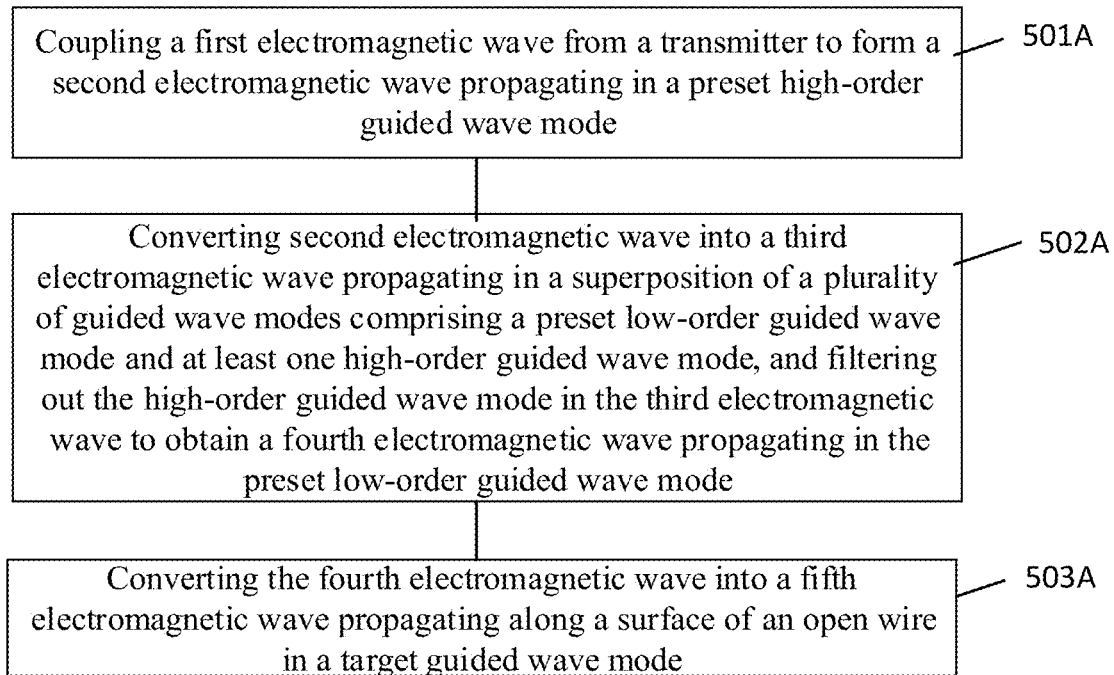 Coupling a first electromagnetic wave from a transmitter to form a
second electromagnetic wave propagating in a preset high-order
guided wave mode
501A
Converting second electromagnetic wave into a third
electromagnetic wave propagating in a superposition of a plurality
of guided wave modes comprising a preset low-order guided wave
mode and at least one high-order guided wave mode, and filtering
out the high-order guided wave mode in the third electromagnetic
wave to obtain a fourth electromagnetic wave propagating in the
preset low-order guided wave mode
502A
Converting the fourth electromagnetic wave into a fifth
electromagnetic wave propagating along a surface of an open wire
in a target guided wave mode
503A